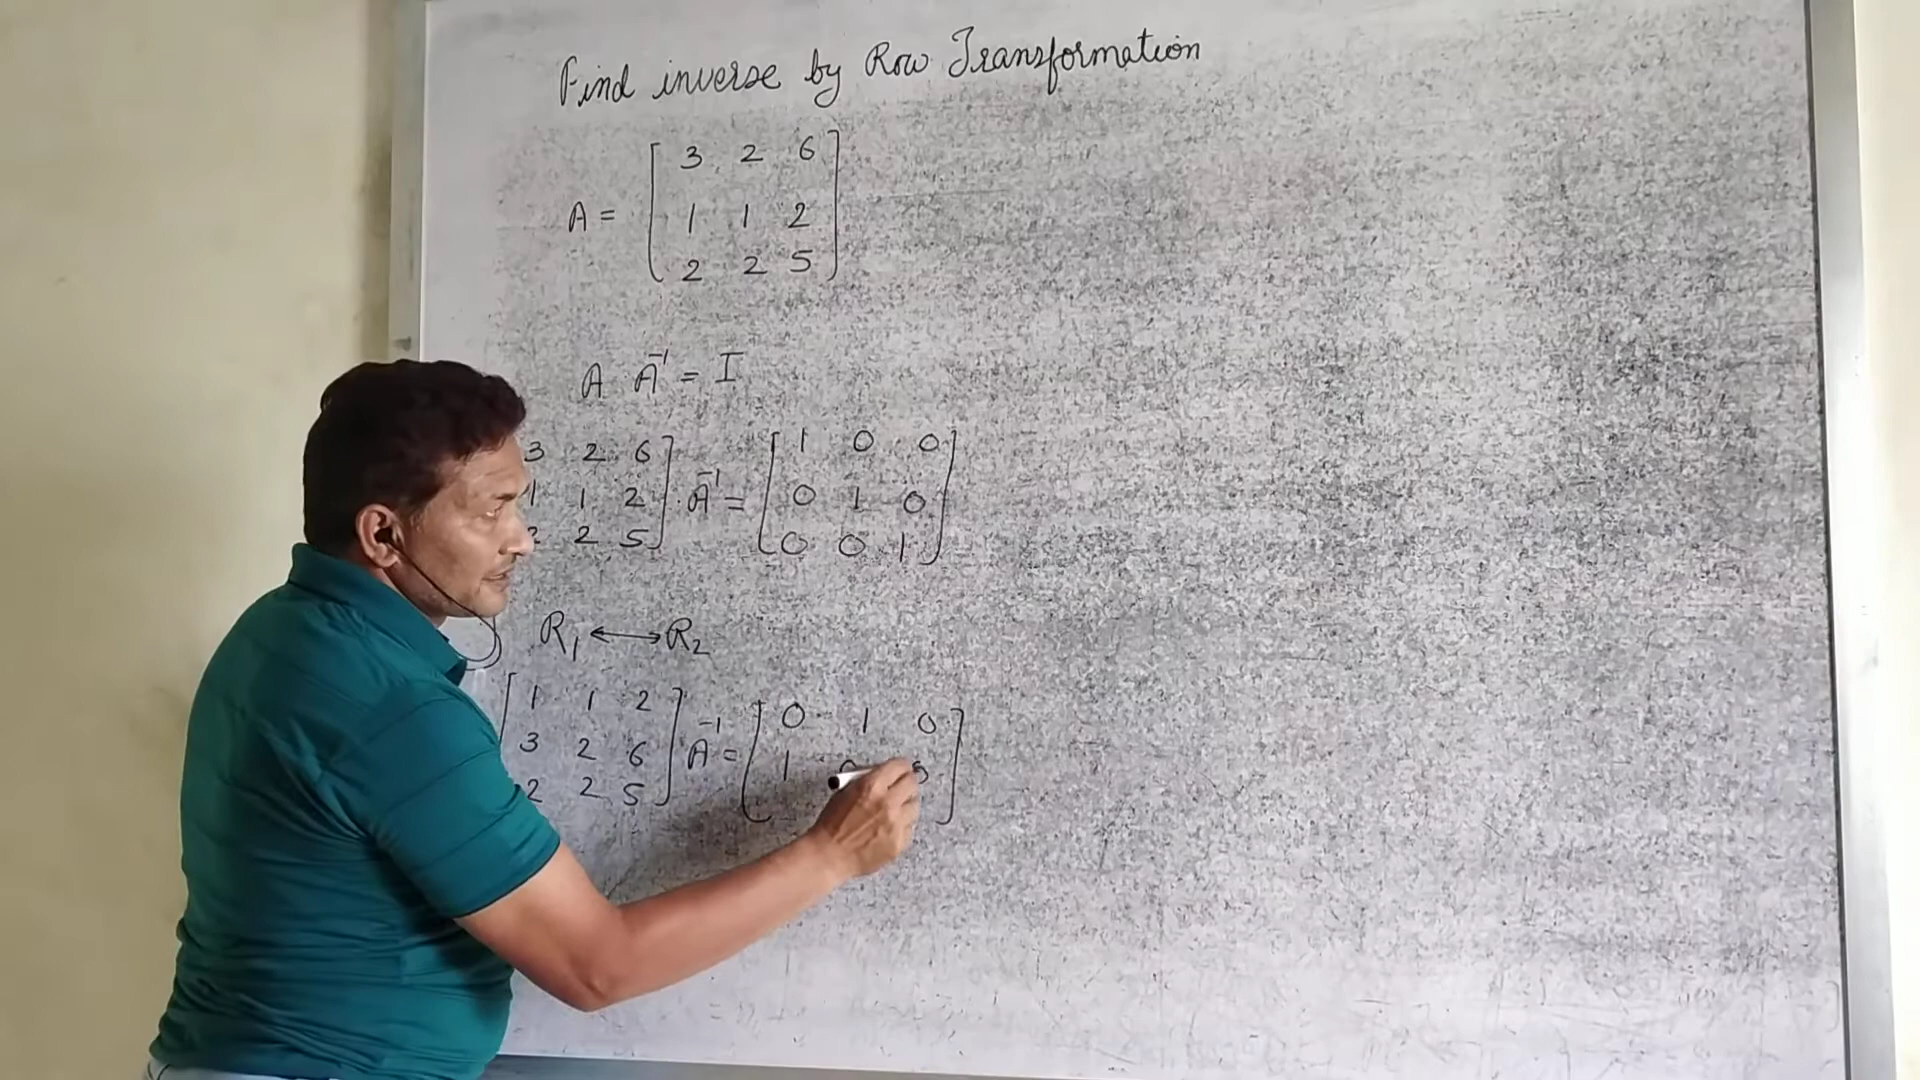 Find inverse by Row Transformation
3 2 6
A = 1 1 2
2 2 5
A A⁻¹ = I
3 2 6 1 0 0
1 1 2 . A⁻¹ = 0 1 0
2 2 5 0 0 1
R₁ ⟷ R₂
1 1 2 0 1 0
3 2 6 A⁻¹ = 1 0 0
2 2 5